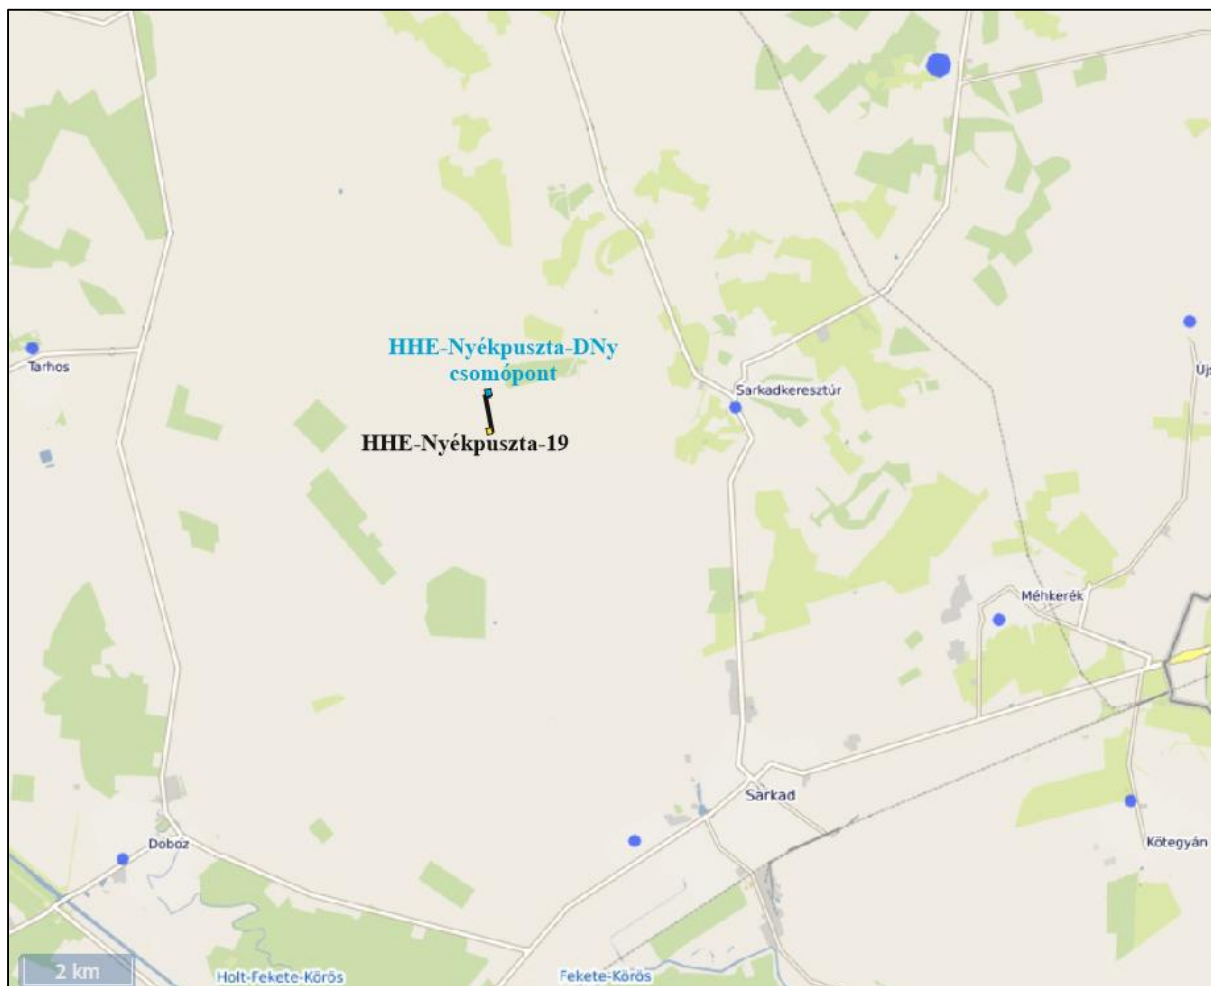 HHE-Nyékpuszta-DNy
csomópont
Tarhos
Újs
Sarkadkeresztúr
HHE-Nyékpuszta-19
Méhkerék
Sarkad
Doboz
Kötegyán
2 km
Holt-Fekete-Körös
Fekete-Körös